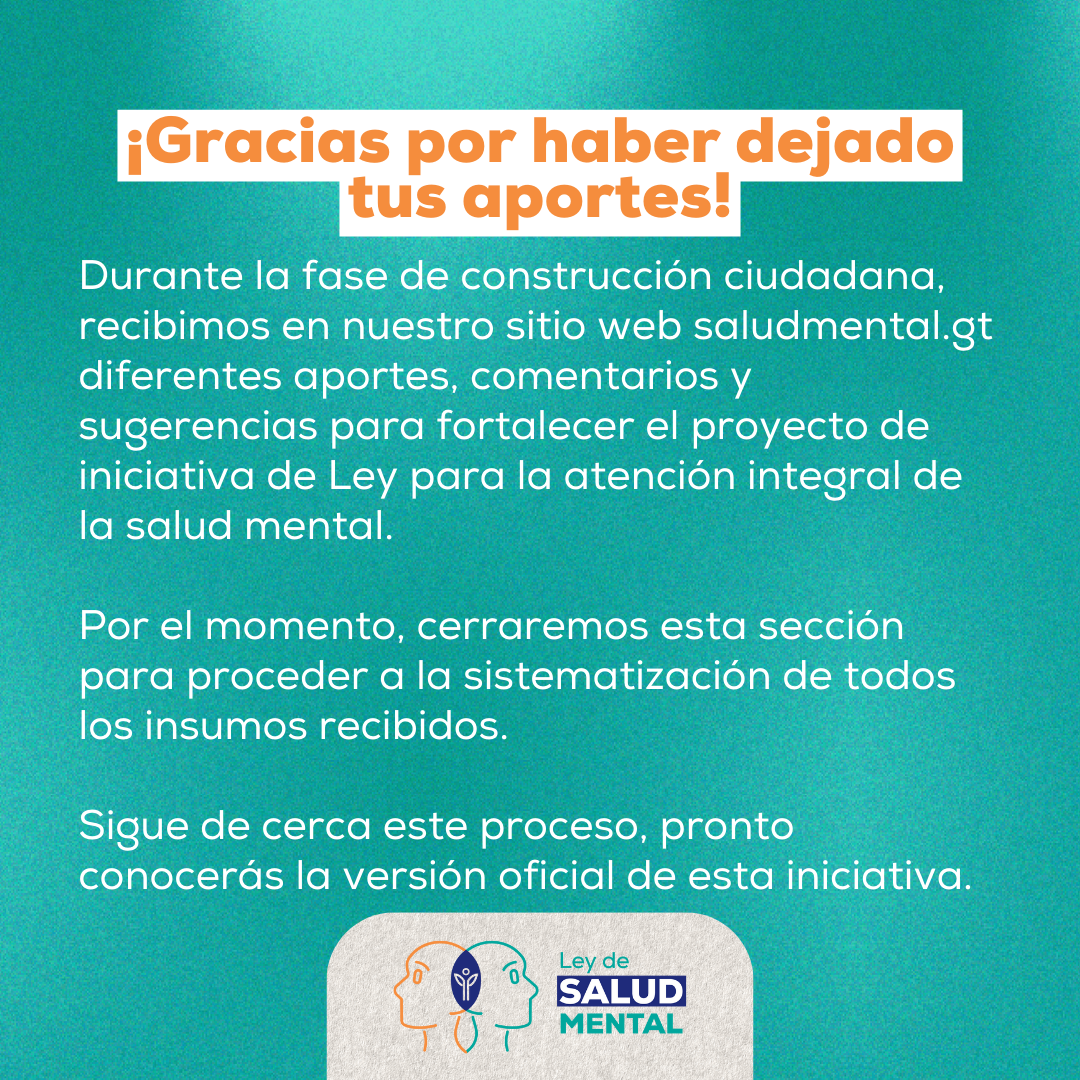 ¡Gracias por haber dejado
tus aportes!
Durante la fase de construcción ciudadana,
recibimos en nuestro sitio web saludmental.gt
diferentes aportes, comentarios y
sugerencias para fortalecer el proyecto de
iniciativa de Ley para la atención integral de
la salud mental.
Por el momento, cerraremos esta sección
para proceder a la sistematización de todos
los insumos recibidos.
Sigue de cerca este proceso, pronto
conocerás la versión oficial de esta iniciativa.
Ley de
SALUD
MENTAL